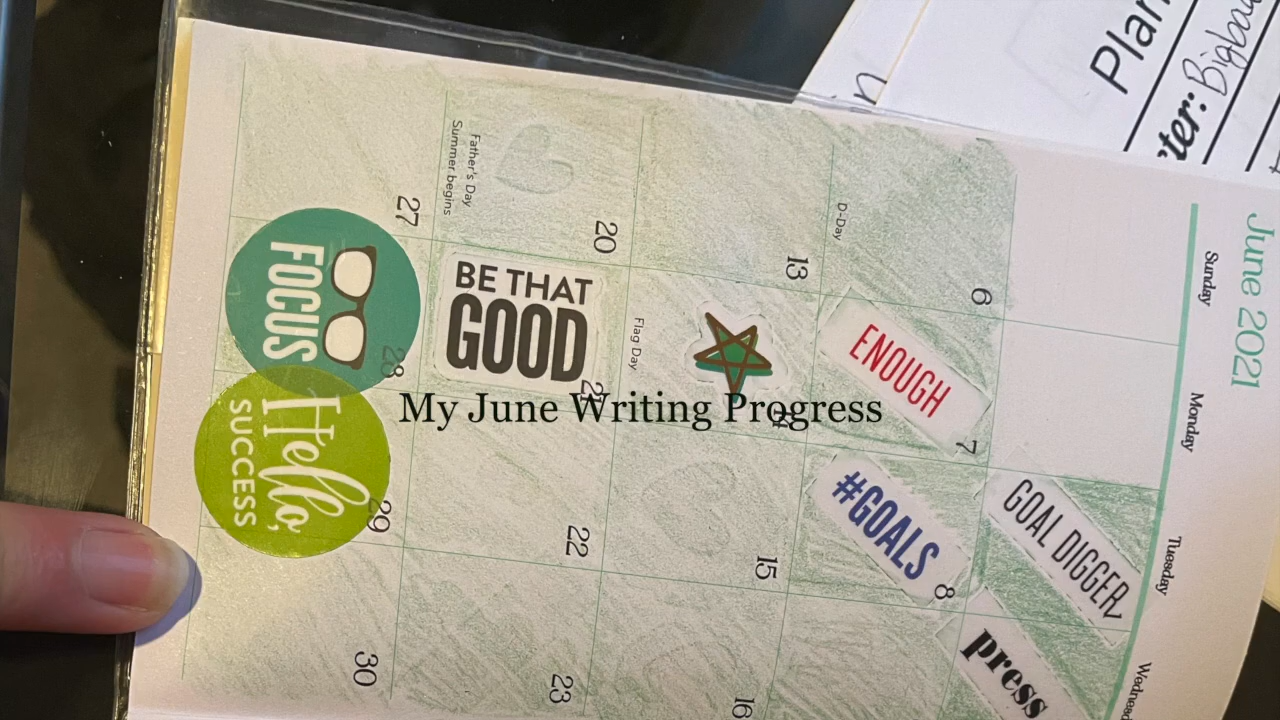 My June Writing Progress
June 2021
Sunday
Monday
Tuesday
GOAL DIGGER
1
press
6
D-Day
7
ENOUGH
8
#GOALS
13
14
Flag Day
15
16
20
Father's Day
Summer begins
21
BE THAT
GOOD
22
23
27
28
FOCUS
29
Hello,
SUCCESS
30